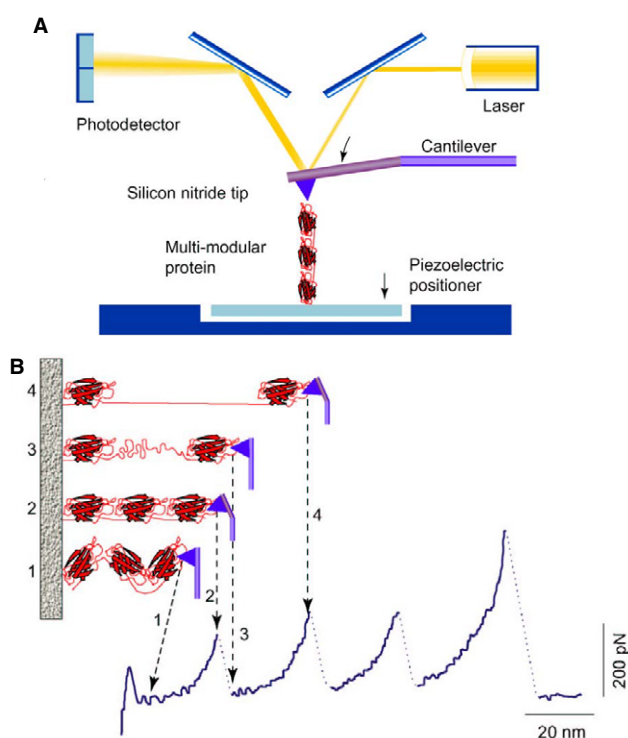 A
Photodetector
Laser
Cantilever
Silicon nitride tip
Multi-modular
protein
Piezoelectric
positioner
B
4
3
2
1
1
2
3
4
200 pN
20 nm